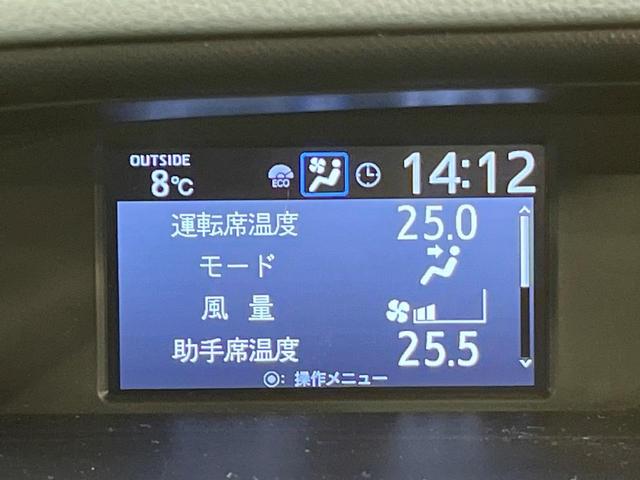 OUTSIDE
8℃ ECO 14:12
運転席温度 25.0
モード
風量
助手席温度 25.5
◉: 操作メニュー